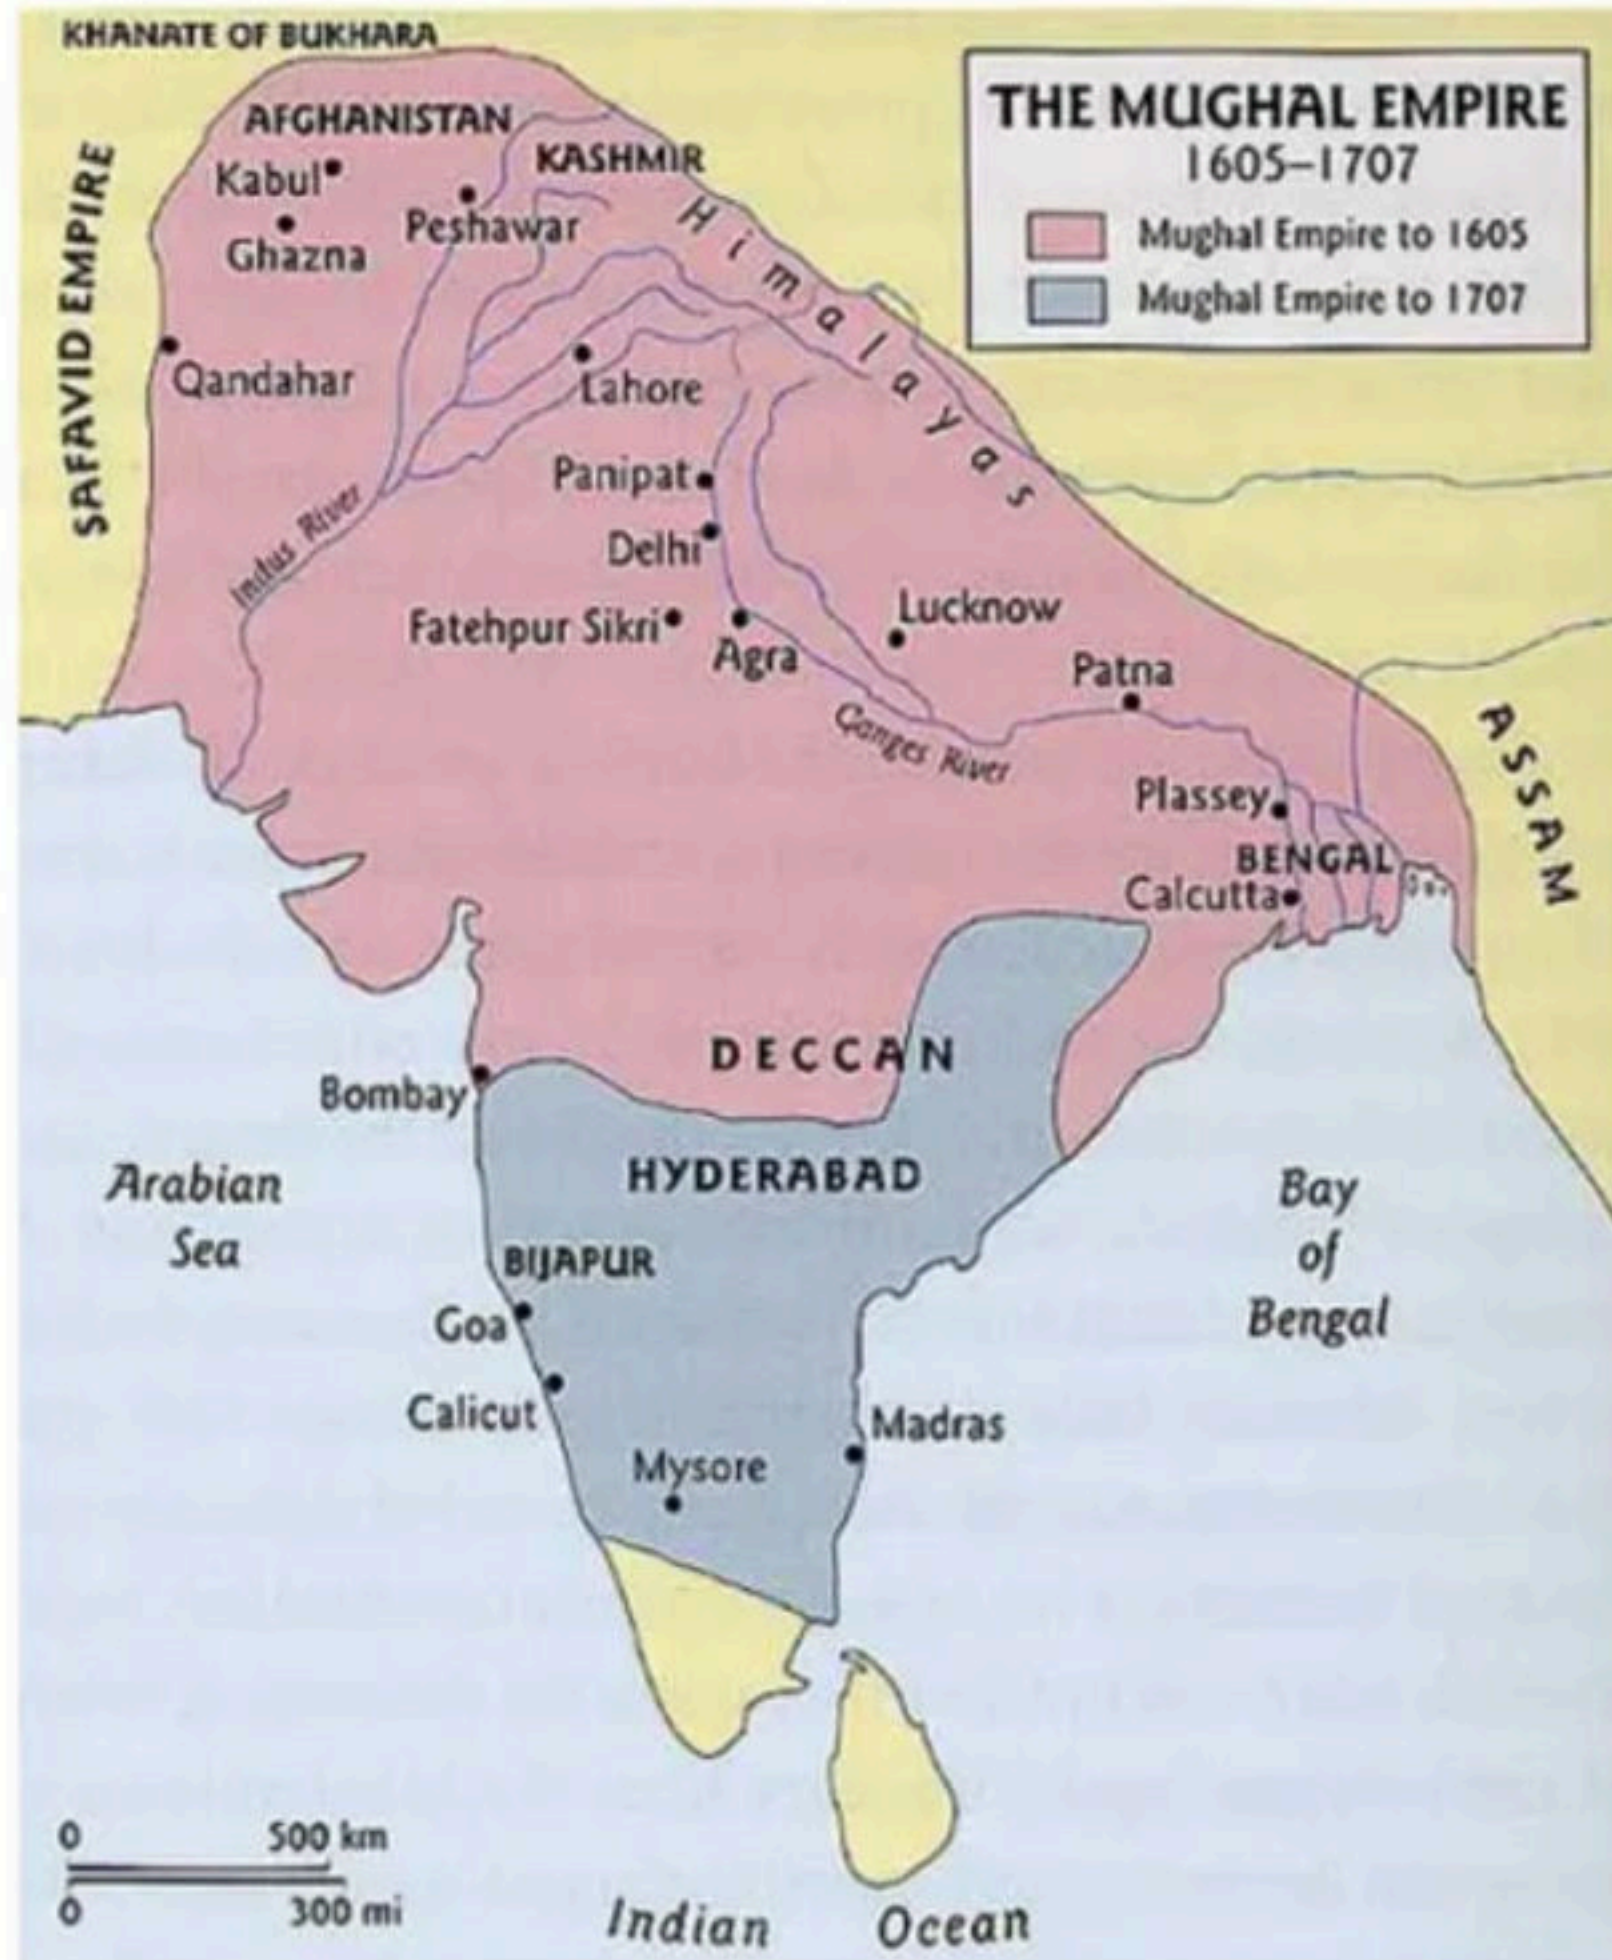 KHANATE OF BUKHARA
THE MUGHAL EMPIRE
1605–1707
Mughal Empire to 1605
Mughal Empire to 1707
SAFAVID EMPIRE
AFGHANISTAN
Kabul
KASHMIR
Peshawar
Ghazna
Himalayas
Qandahar
Lahore
Indus River
Panipat
Delhi
Fatehpur Sikri
Agra
Lucknow
Patna
Ganges River
ASSAM
Plassey
BENGAL
Calcutta
DECCAN
Bombay
HYDERABAD
Arabian
Sea
Bay
of
Bengal
BIJAPUR
Goa
Calicut
Madras
Mysore
0 500 km
0 300 mi
Indian Ocean